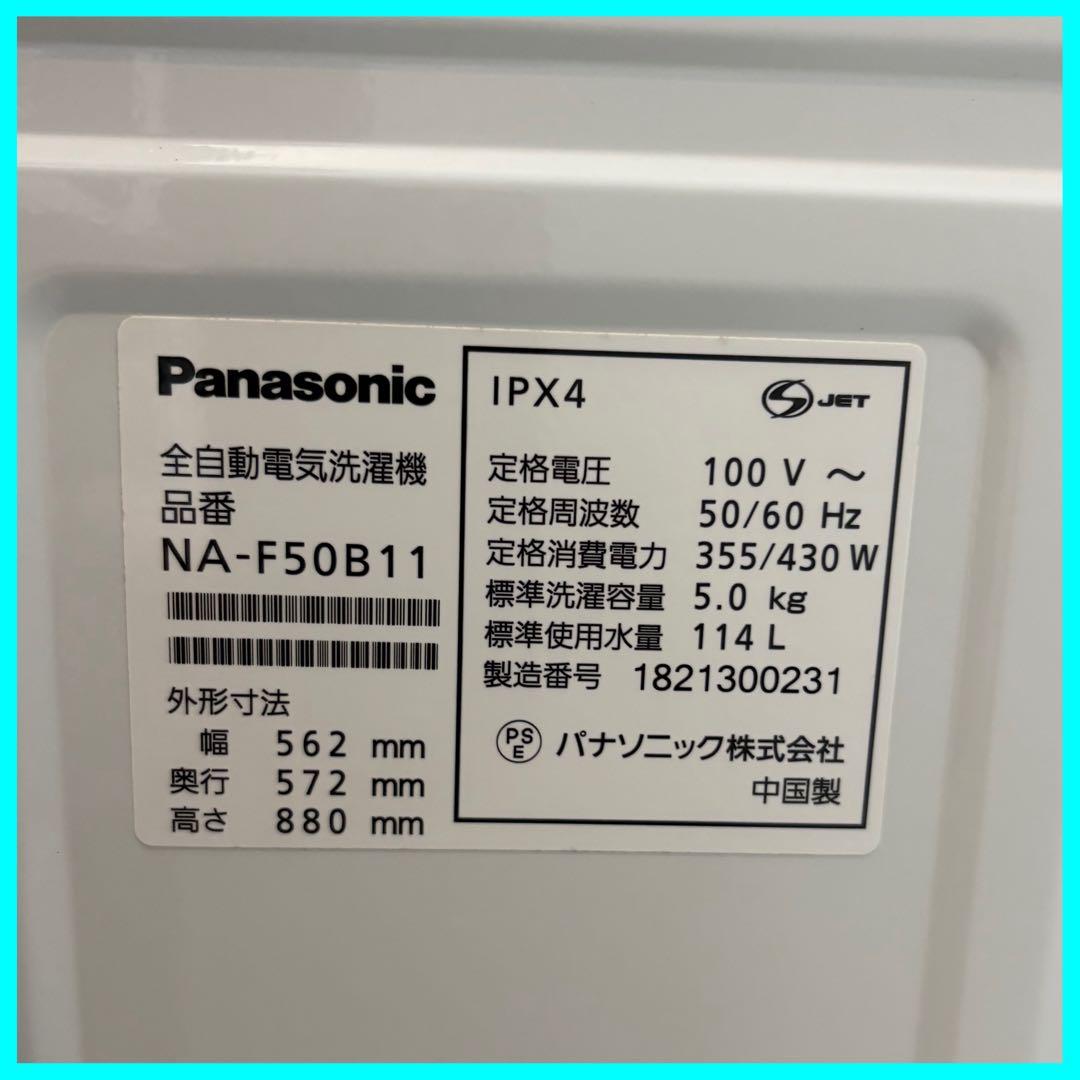 Panasonic
全自動電気洗濯機
品番
NA-F50B11
外形寸法
幅 562 mm
奥行 572 mm
高さ 880 mm
IPX4
S JET
定格電圧 100 V ～
定格周波数 50/60 Hz
定格消費電力 355/430 W
標準洗濯容量 5.0 kg
標準使用水量 114 L
製造番号 1821300231
PS
E パナソニック株式会社
中国製